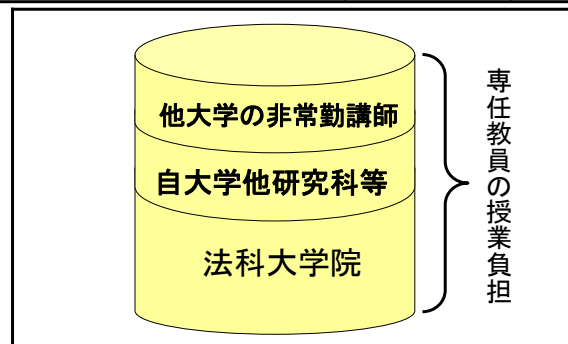 他大学の非常勤講師
自大学他研究科等
法科大学院
専任教員の授業負担